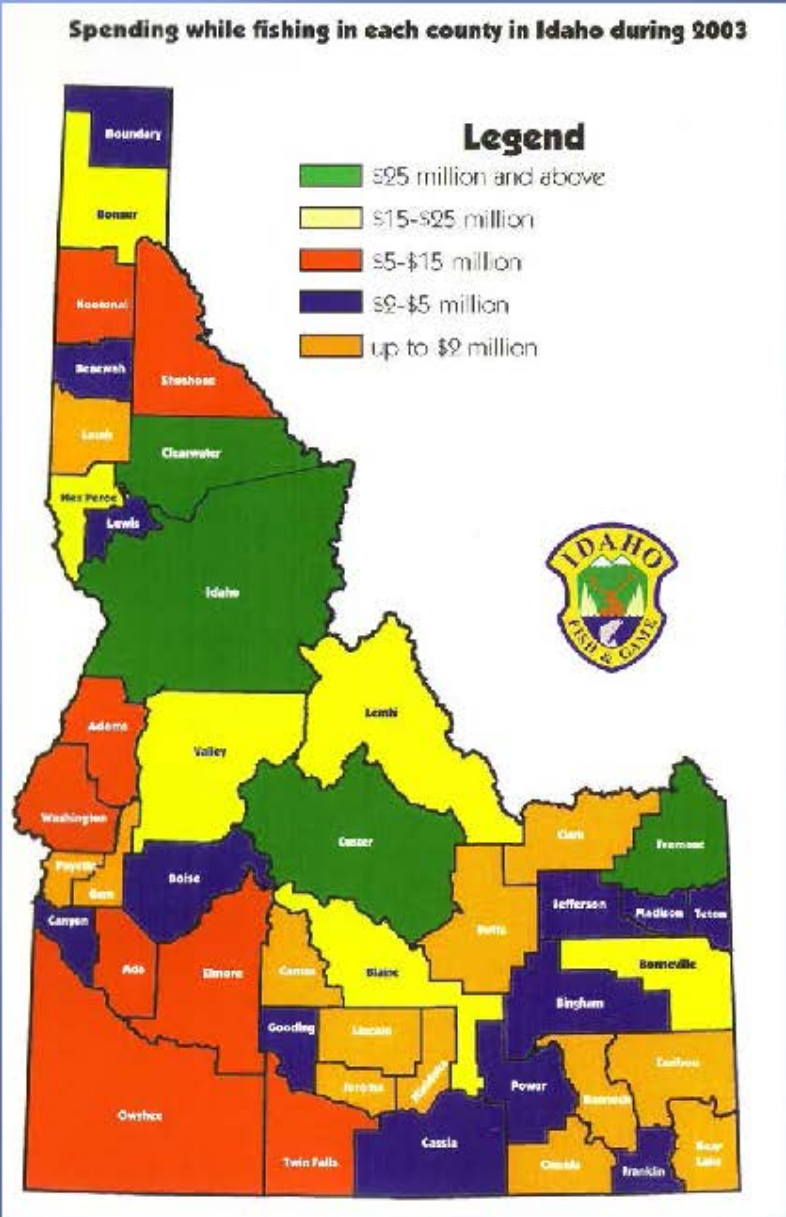 Spending while fishing in each county in Idaho during 2003
Legend
$25 million and above
$15-$25 million
$5-$15 million
$2-$5 million
up to $2 million
Boundary
Bonner
Kootenai
Benewah
Shoshone
Latah
Clearwater
Nez Perce
Lewis
Idaho
IDAHO
FISH & GAME
Lemhi
Adams
Valley
Washington
Custer
Clark
Fremont
Payette
Gem
Boise
Butte
Jefferson
Madison
Teton
Canyon
Ada
Elmore
Camas
Blaine
Bonneville
Bingham
Gooding
Lincoln
Jerome
Minidoka
Power
Bannock
Caribou
Owyhee
Twin Falls
Cassia
Oneida
Franklin
Bear
Lake